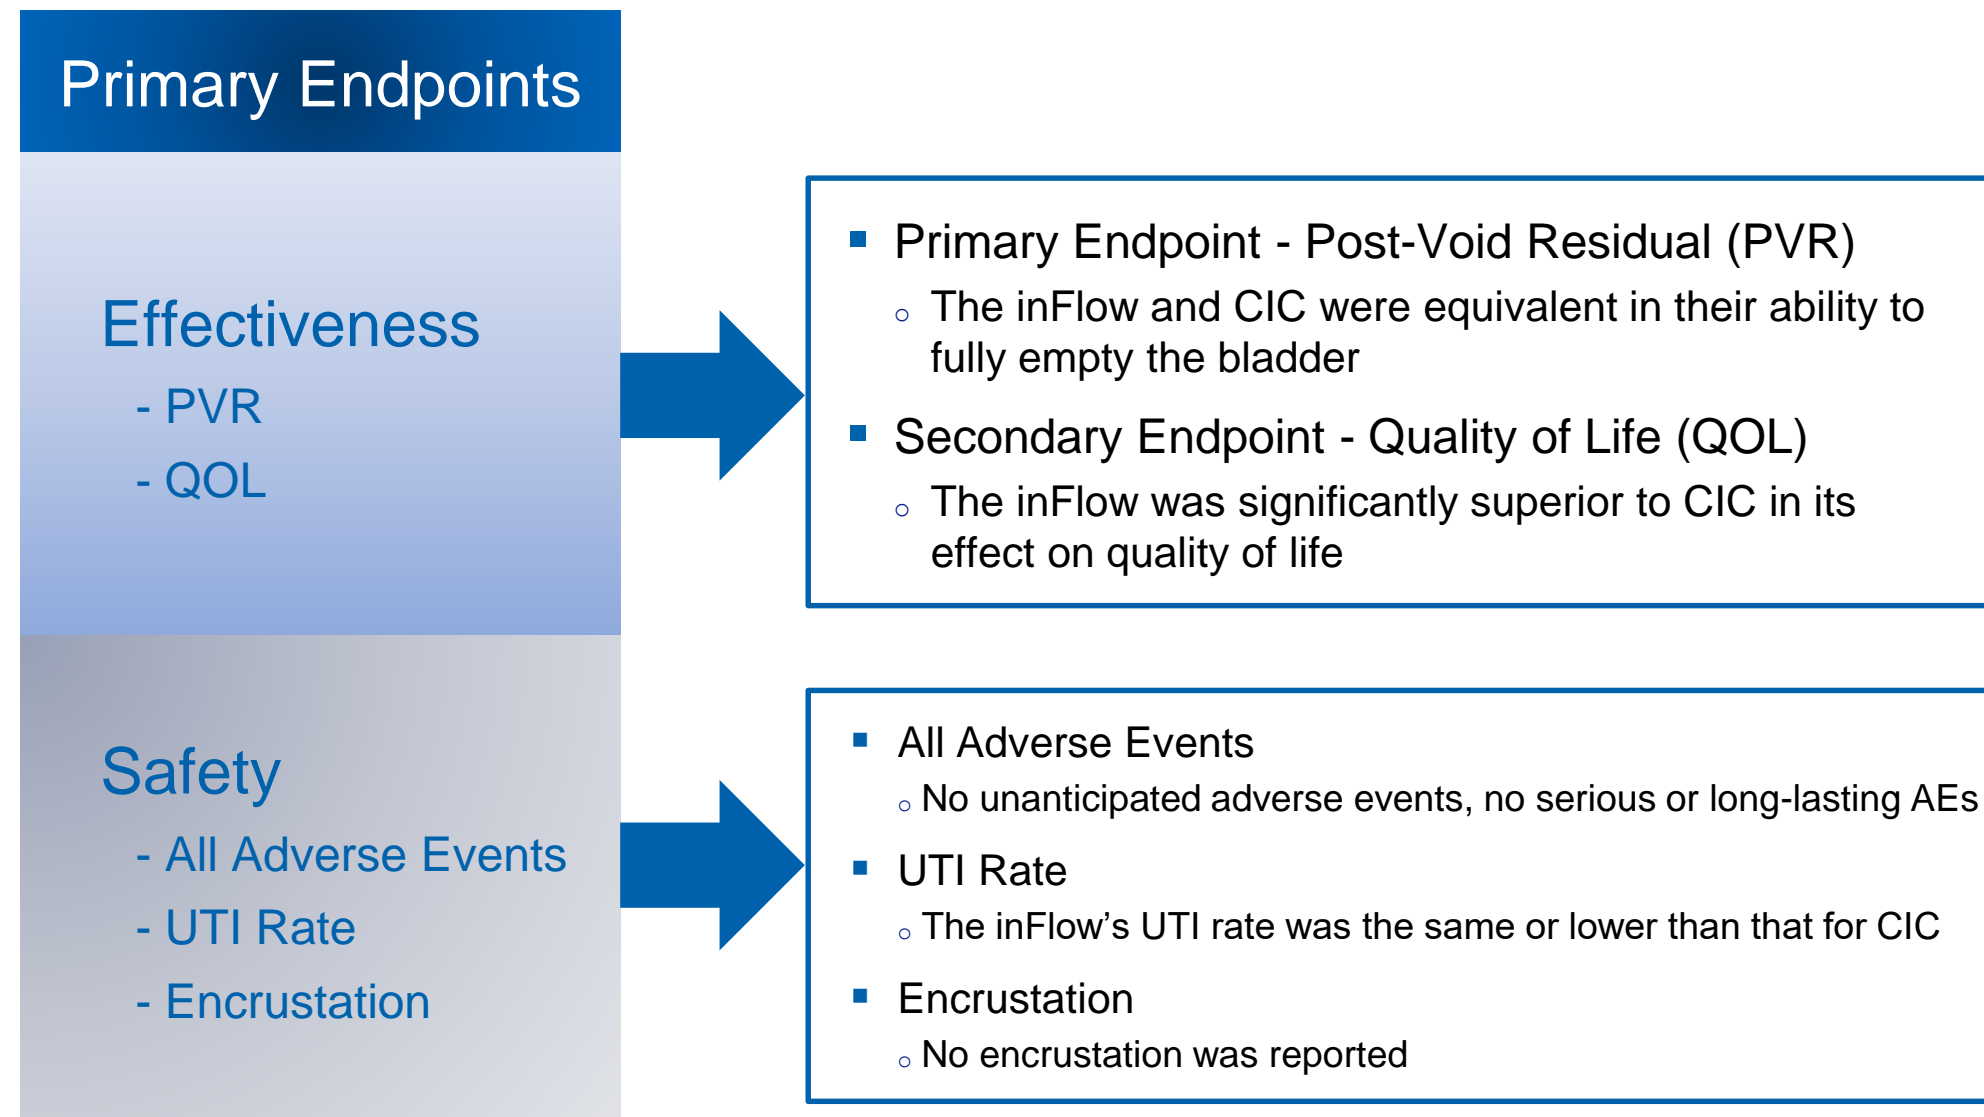 Primary Endpoints
Effectiveness
- PVR
- QOL
▪ Primary Endpoint - Post-Void Residual (PVR)
○ The inFlow and CIC were equivalent in their ability to
fully empty the bladder
▪ Secondary Endpoint - Quality of Life (QOL)
○ The inFlow was significantly superior to CIC in its
effect on quality of life
Safety
- All Adverse Events
- UTI Rate
- Encrustation
▪ All Adverse Events
○ No unanticipated adverse events, no serious or long-lasting AEs
▪ UTI Rate
○ The inFlow’s UTI rate was the same or lower than that for CIC
▪ Encrustation
○ No encrustation was reported